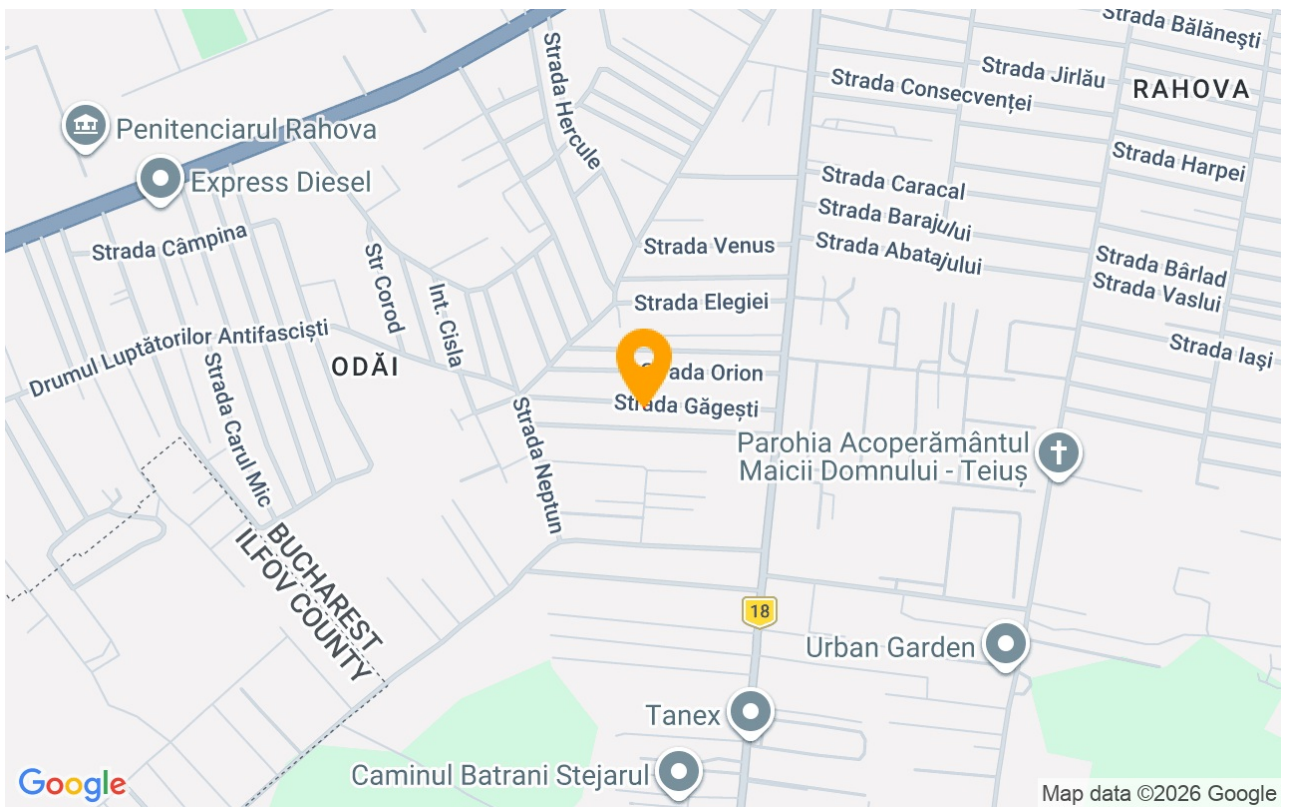 Strada Bălănești
Strada Hercule
Strada Jirlău
RAHOVA
Strada Consecvenței
Penitenciarul Rahova
Strada Harpei
Express Diesel
Strada Caracal
Strada Barajului
Strada Câmpina
Strada Venus
Strada Abatajului
Strada Bârlad
Str Corod
Strada Vaslui
Int. Cisla
Strada Elegiei
Drumul Luptătorilor Antifasciști
Strada Iași
ODĂI
Strada Orion
Strada Găgești
Strada Carul Mic
Strada Neptun
Parohia Acoperământul
Maicii Domnului - Teiuș
BUCHAREST
ILFOV COUNTY
18
Urban Garden
Tanex
Caminul Batrani Stejarul
Google
Map data ©2026 Google